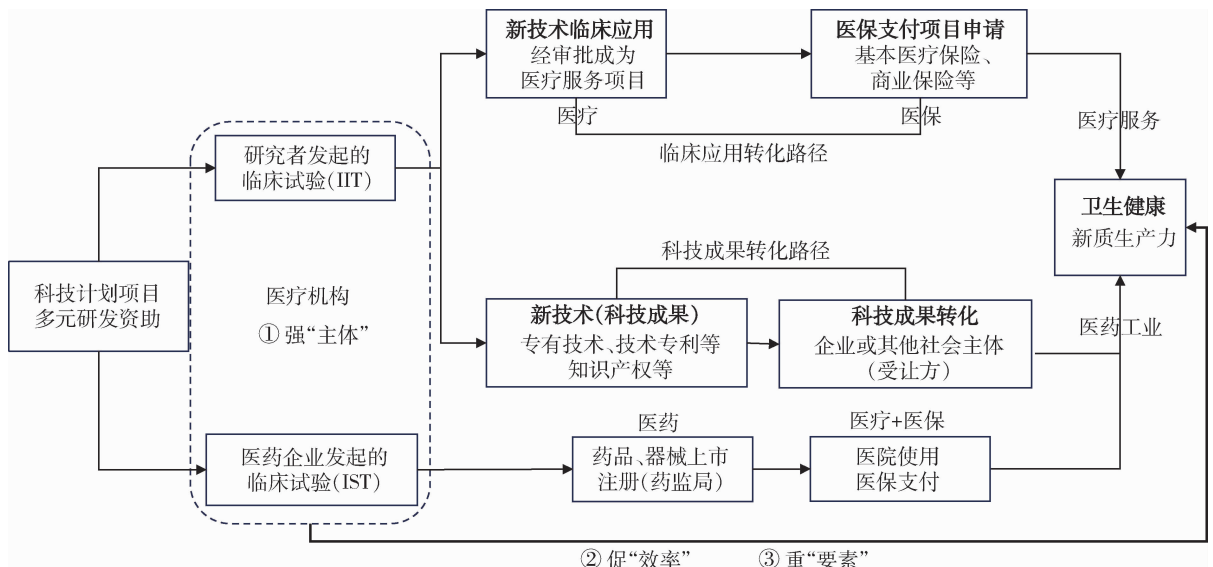 新技术临床应用
经审批成为
医疗服务项目
医保支付项目申请
基本医疗保险、
商业保险等
医疗
医保
临床应用转化路径
医疗服务
研究者发起的
临床试验(IIT)
卫生健康
新质生产力
科技计划项目
多元研发资助
医疗机构
①强“主体”
科技成果转化路径
新技术(科技成果)
专有技术、技术专利等
知识产权等
科技成果转化
企业或其他社会主体
(受让方)
医药工业
医药企业发起的
临床试验(IST)
医药
药品、器械上市
注册(药监局)
医疗+医保
医院使用
医保支付
②促“效率”
③重“要素”